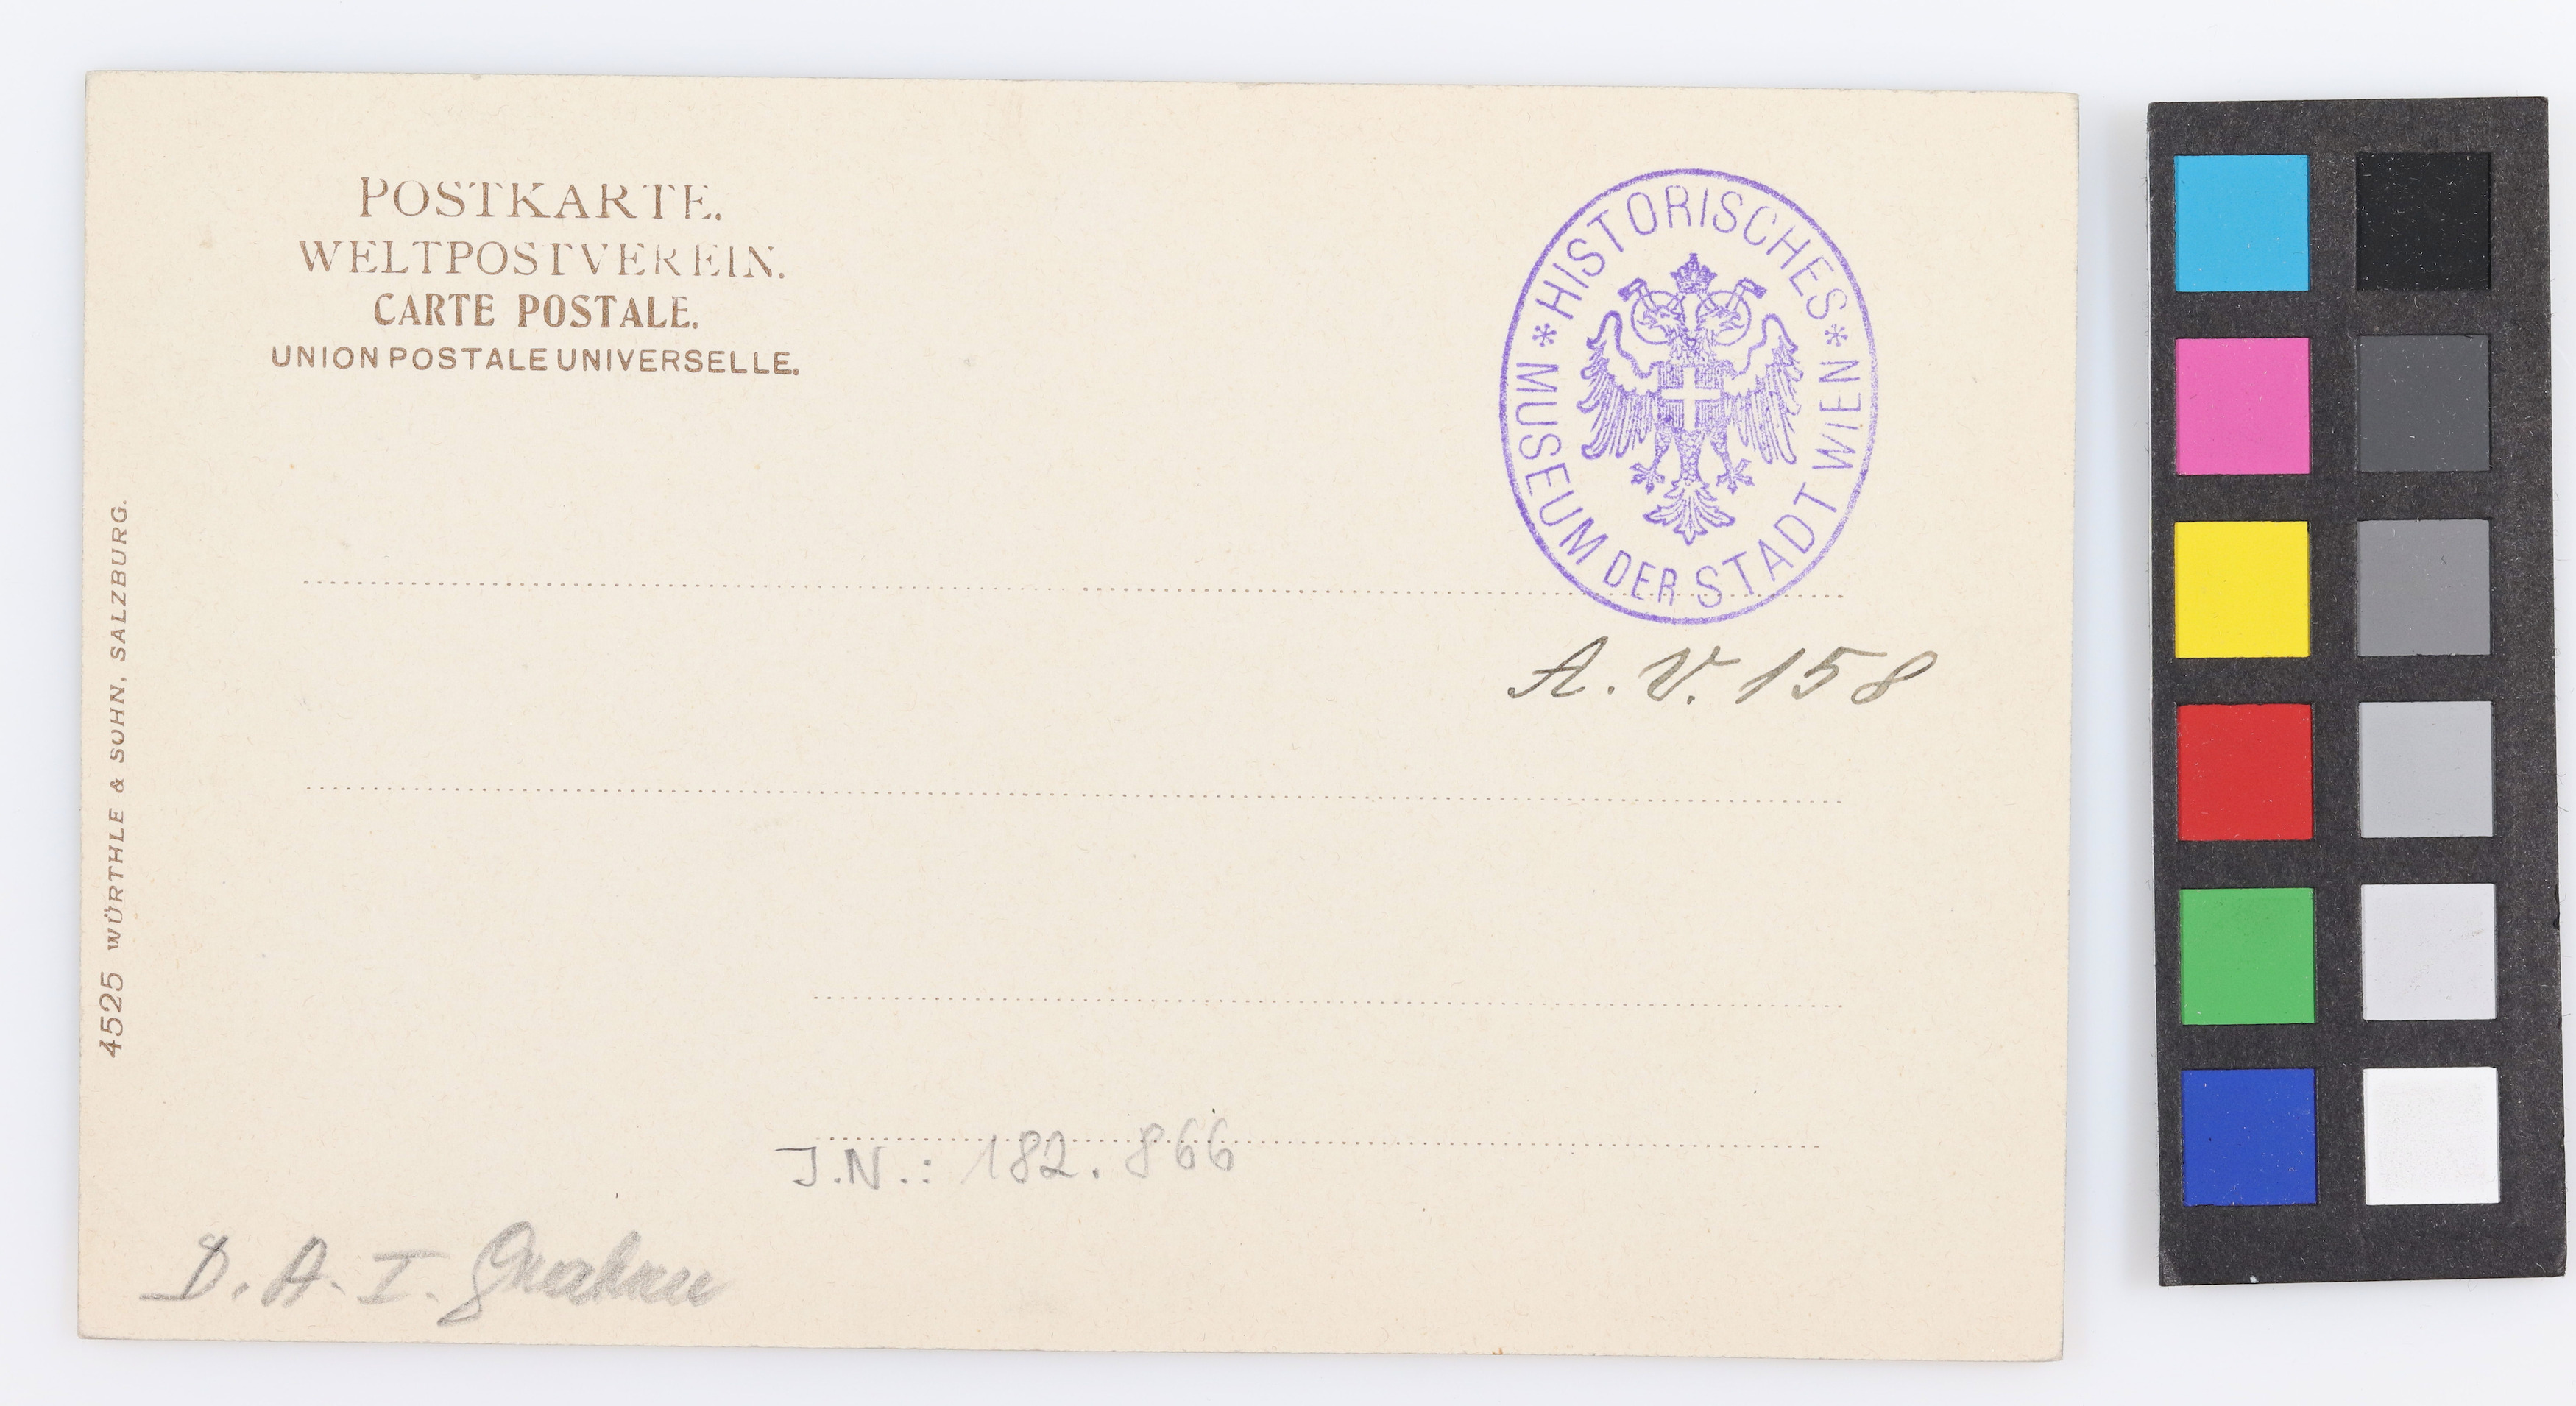 POSTKARTE.
WELTPOSTVEREIN.
CARTE POSTALE.
UNION POSTALE UNIVERSELLE.
* HISTORISCHES *
MUSEUM DER STADT WIEN
A. V. 158
4525 WÜRTHLE & SOHN, SALZBURG.
J.N.: 182.866
D. A. I. Graben